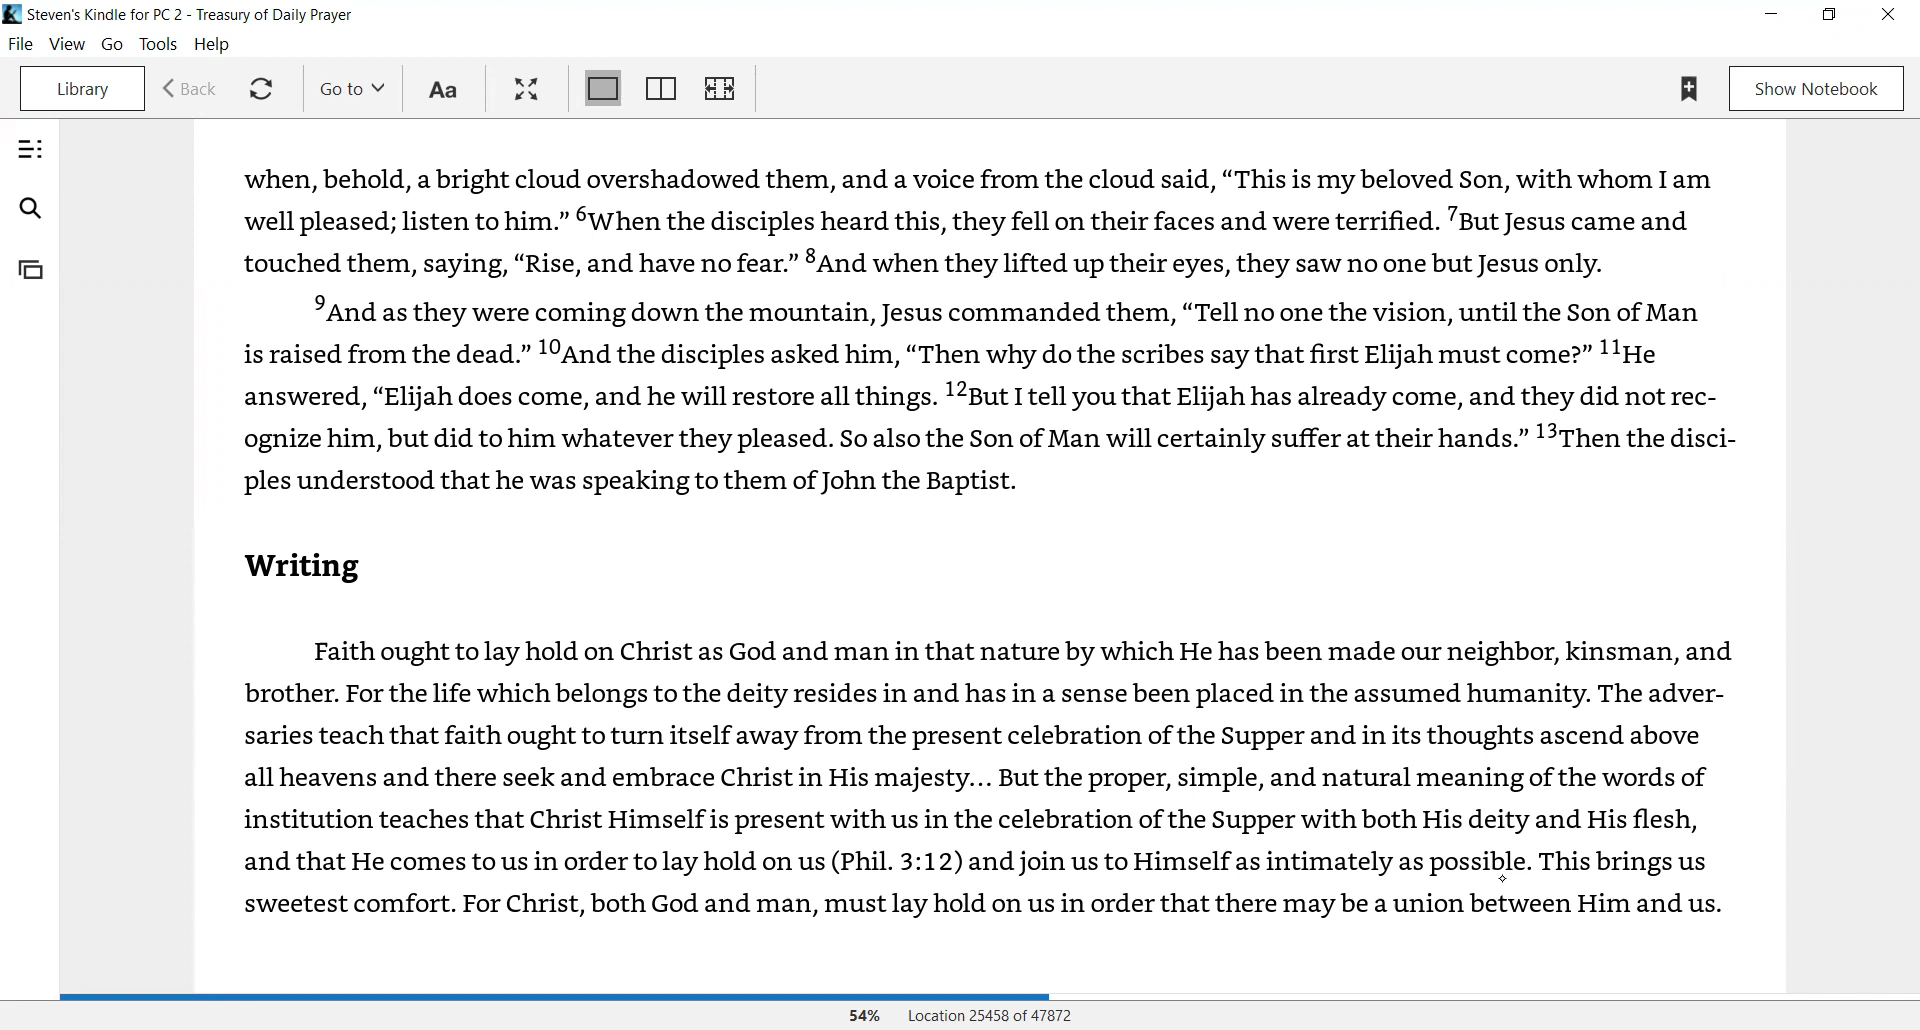 Steven's Kindle for PC 2 - Treasury of Daily Prayer
File View Go Tools Help
Library Back Go to Aa Show Notebook
when, behold, a bright cloud overshadowed them, and a voice from the cloud said, “This is my beloved Son, with whom I am
well pleased; listen to him.” 6When the disciples heard this, they fell on their faces and were terrified. 7But Jesus came and
touched them, saying, “Rise, and have no fear.” 8And when they lifted up their eyes, they saw no one but Jesus only.
9And as they were coming down the mountain, Jesus commanded them, “Tell no one the vision, until the Son of Man
is raised from the dead.” 10And the disciples asked him, “Then why do the scribes say that first Elijah must come?” 11He
answered, “Elijah does come, and he will restore all things. 12But I tell you that Elijah has already come, and they did not rec-
ognize him, but did to him whatever they pleased. So also the Son of Man will certainly suffer at their hands.” 13Then the disci-
ples understood that he was speaking to them of John the Baptist.
Writing
Faith ought to lay hold on Christ as God and man in that nature by which He has been made our neighbor, kinsman, and
brother. For the life which belongs to the deity resides in and has in a sense been placed in the assumed humanity. The adver-
saries teach that faith ought to turn itself away from the present celebration of the Supper and in its thoughts ascend above
all heavens and there seek and embrace Christ in His majesty… But the proper, simple, and natural meaning of the words of
institution teaches that Christ Himself is present with us in the celebration of the Supper with both His deity and His flesh,
and that He comes to us in order to lay hold on us (Phil. 3:12) and join us to Himself as intimately as possible. This brings us
sweetest comfort. For Christ, both God and man, must lay hold on us in order that there may be a union between Him and us.
54% Location 25458 of 47872